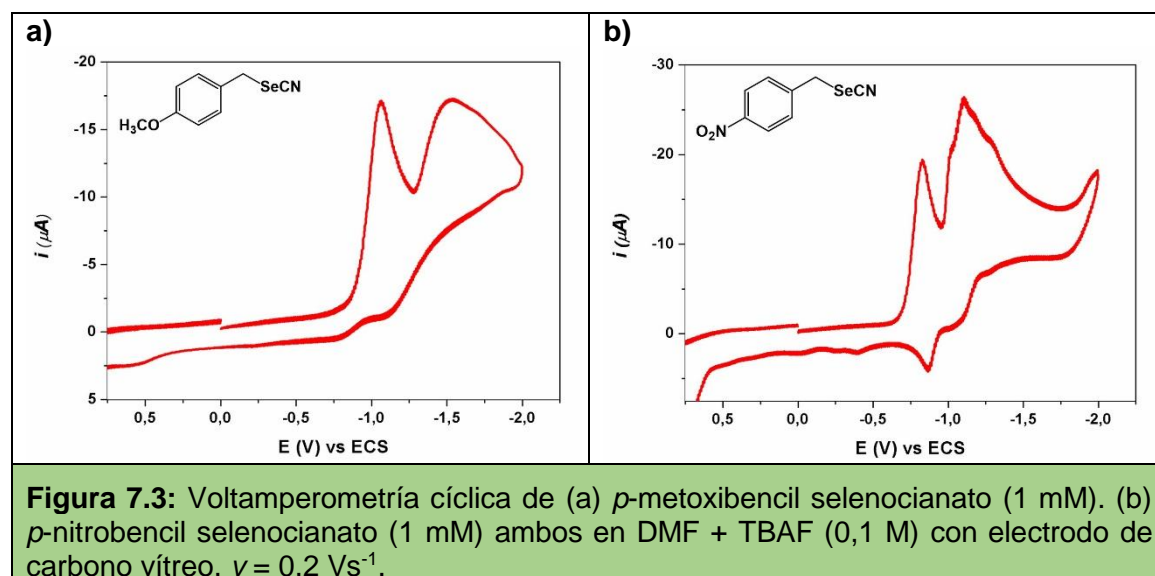 a)
b)
-20
-15
-10
-5
0
5
i (μA)
SeCN
H₃CO
0,5
0,0
-0,5
-1,0
-1,5
-2,0
E (V) vs ECS
-30
-20
-10
0
i (μA)
SeCN
O₂N
0,5
0,0
-0,5
-1,0
-1,5
-2,0
E (V) vs ECS
Figura 7.3: Voltamperometría cíclica de (a) p-metoxibencil selenocianato (1 mM). (b)
p-nitrobencil selenocianato (1 mM) ambos en DMF + TBAF (0,1 M) con electrodo de
carbono vítreo. v = 0.2 Vs⁻¹.